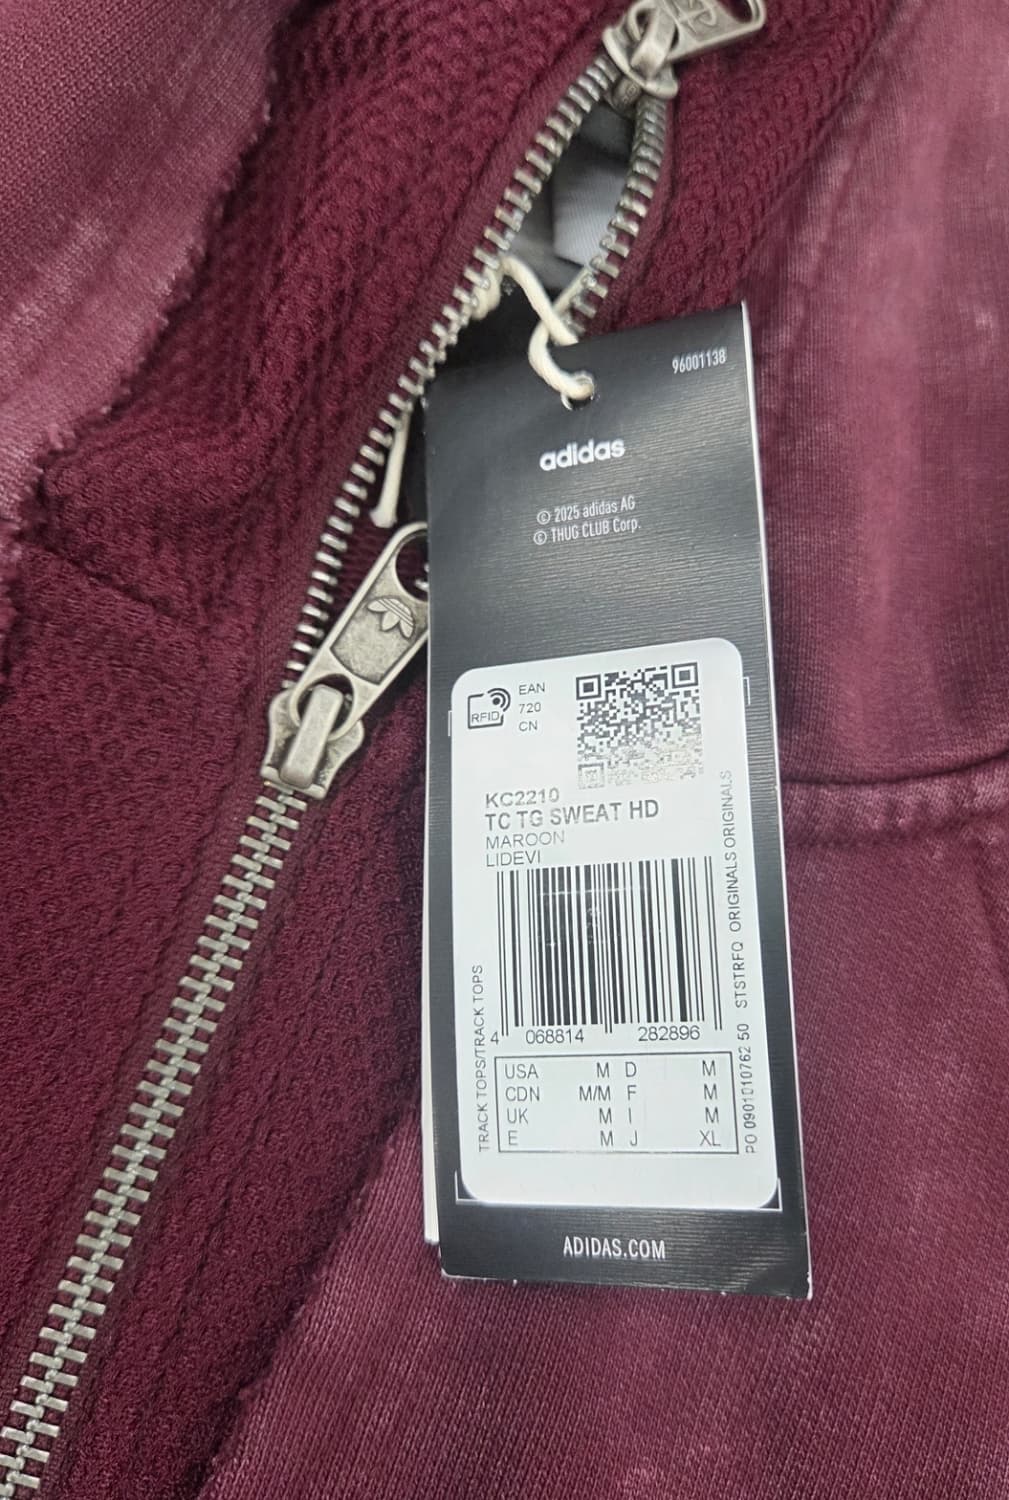 96001138
adidas
© 2025 adidas AG
© THUG CLUB Corp.
RFID
EAN
720
CN
KC2210
TC TG SWEAT HD
MAROON
LIDEVI
TRACK TOPS/TRACK TOPS
4 068814 282896
PO 0901010762 50 STSTRFQ ORIGINALS ORIGINALS
USA M D M
CDN M/M F M
UK M I M
E M J XL
ADIDAS.COM